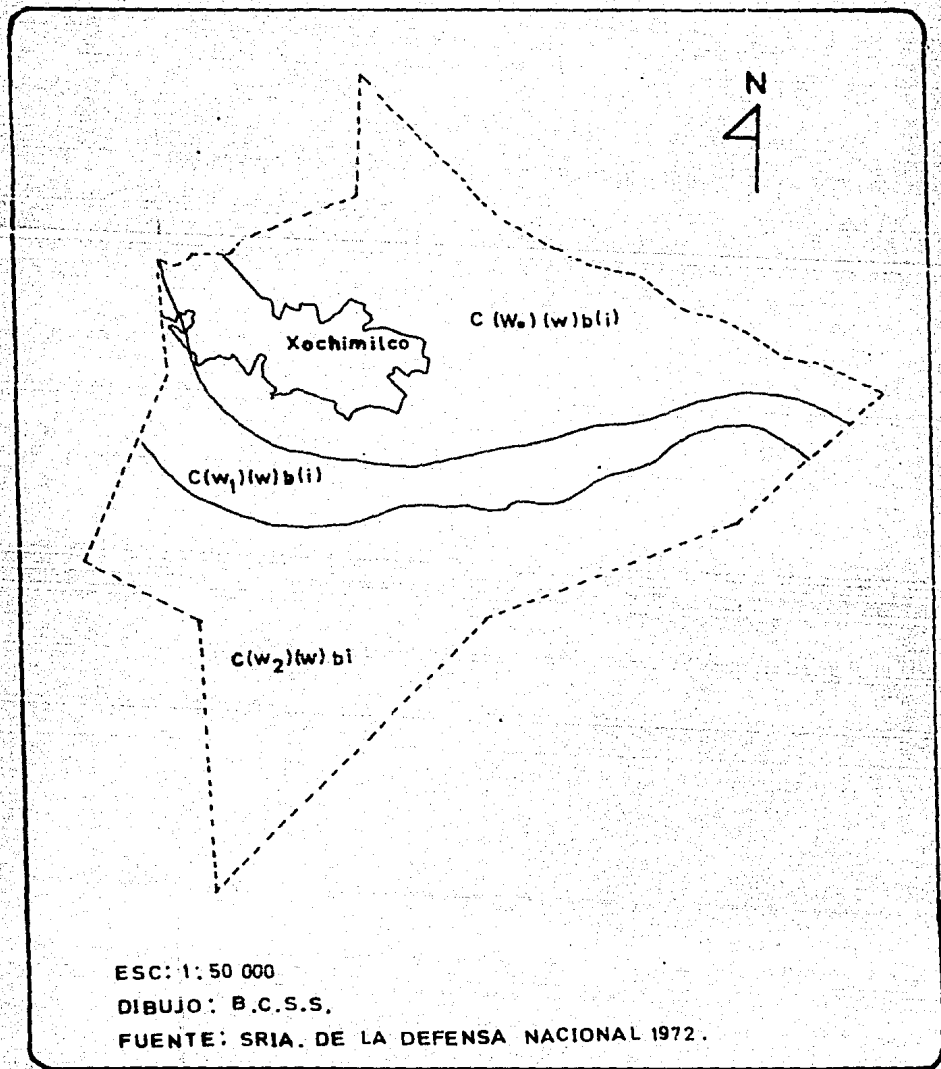 N
C(Wo)(w)b(i)
Xochimilco
C(w₁)(w)b(i)
C(w₂)(w)bi
ESC: 1:50 000
DIBUJO: B.C.S.S.
FUENTE: SRIA. DE LA DEFENSA NACIONAL 1972.